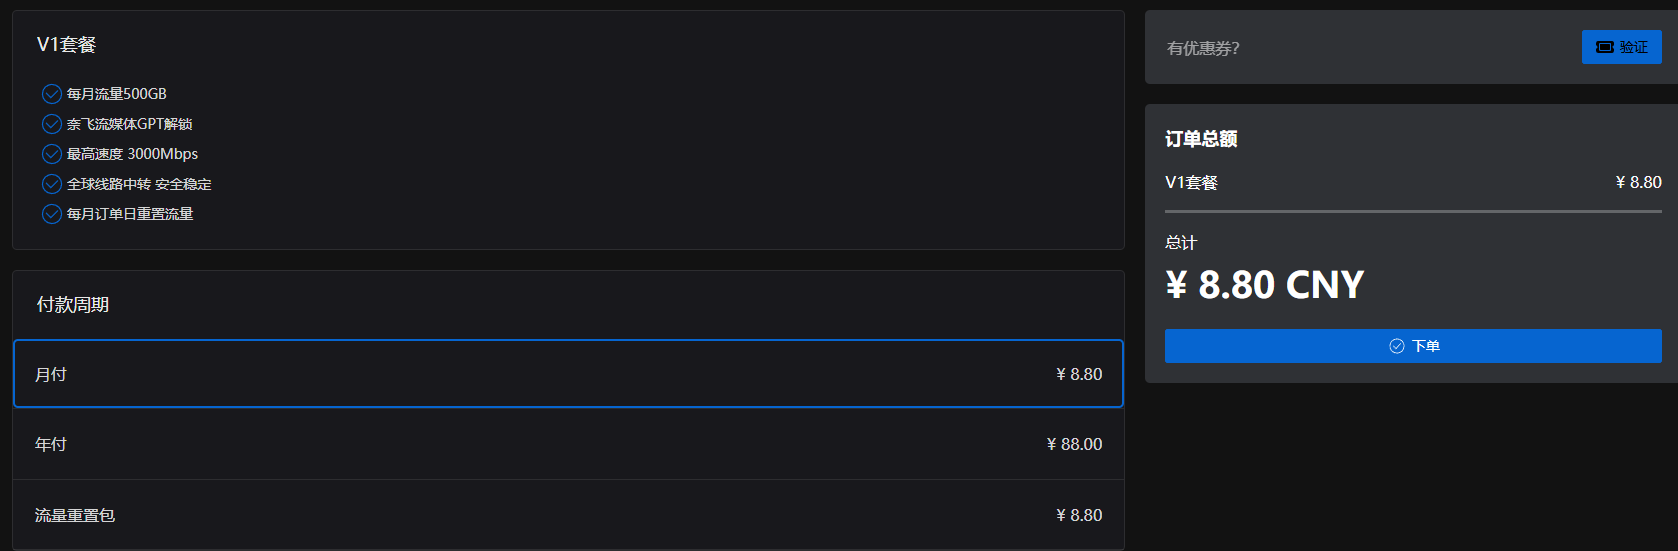 V1套餐
每月流量500GB
奈飞流媒体GPT解锁
最高速度 3000Mbps
全球线路中转 安全稳定
每月订单日重置流量
付款周期
月付 ¥ 8.80
年付 ¥ 88.00
流量重置包 ¥ 8.80
有优惠券?
验证
订单总额
V1套餐 ¥ 8.80
总计
¥ 8.80 CNY
下单